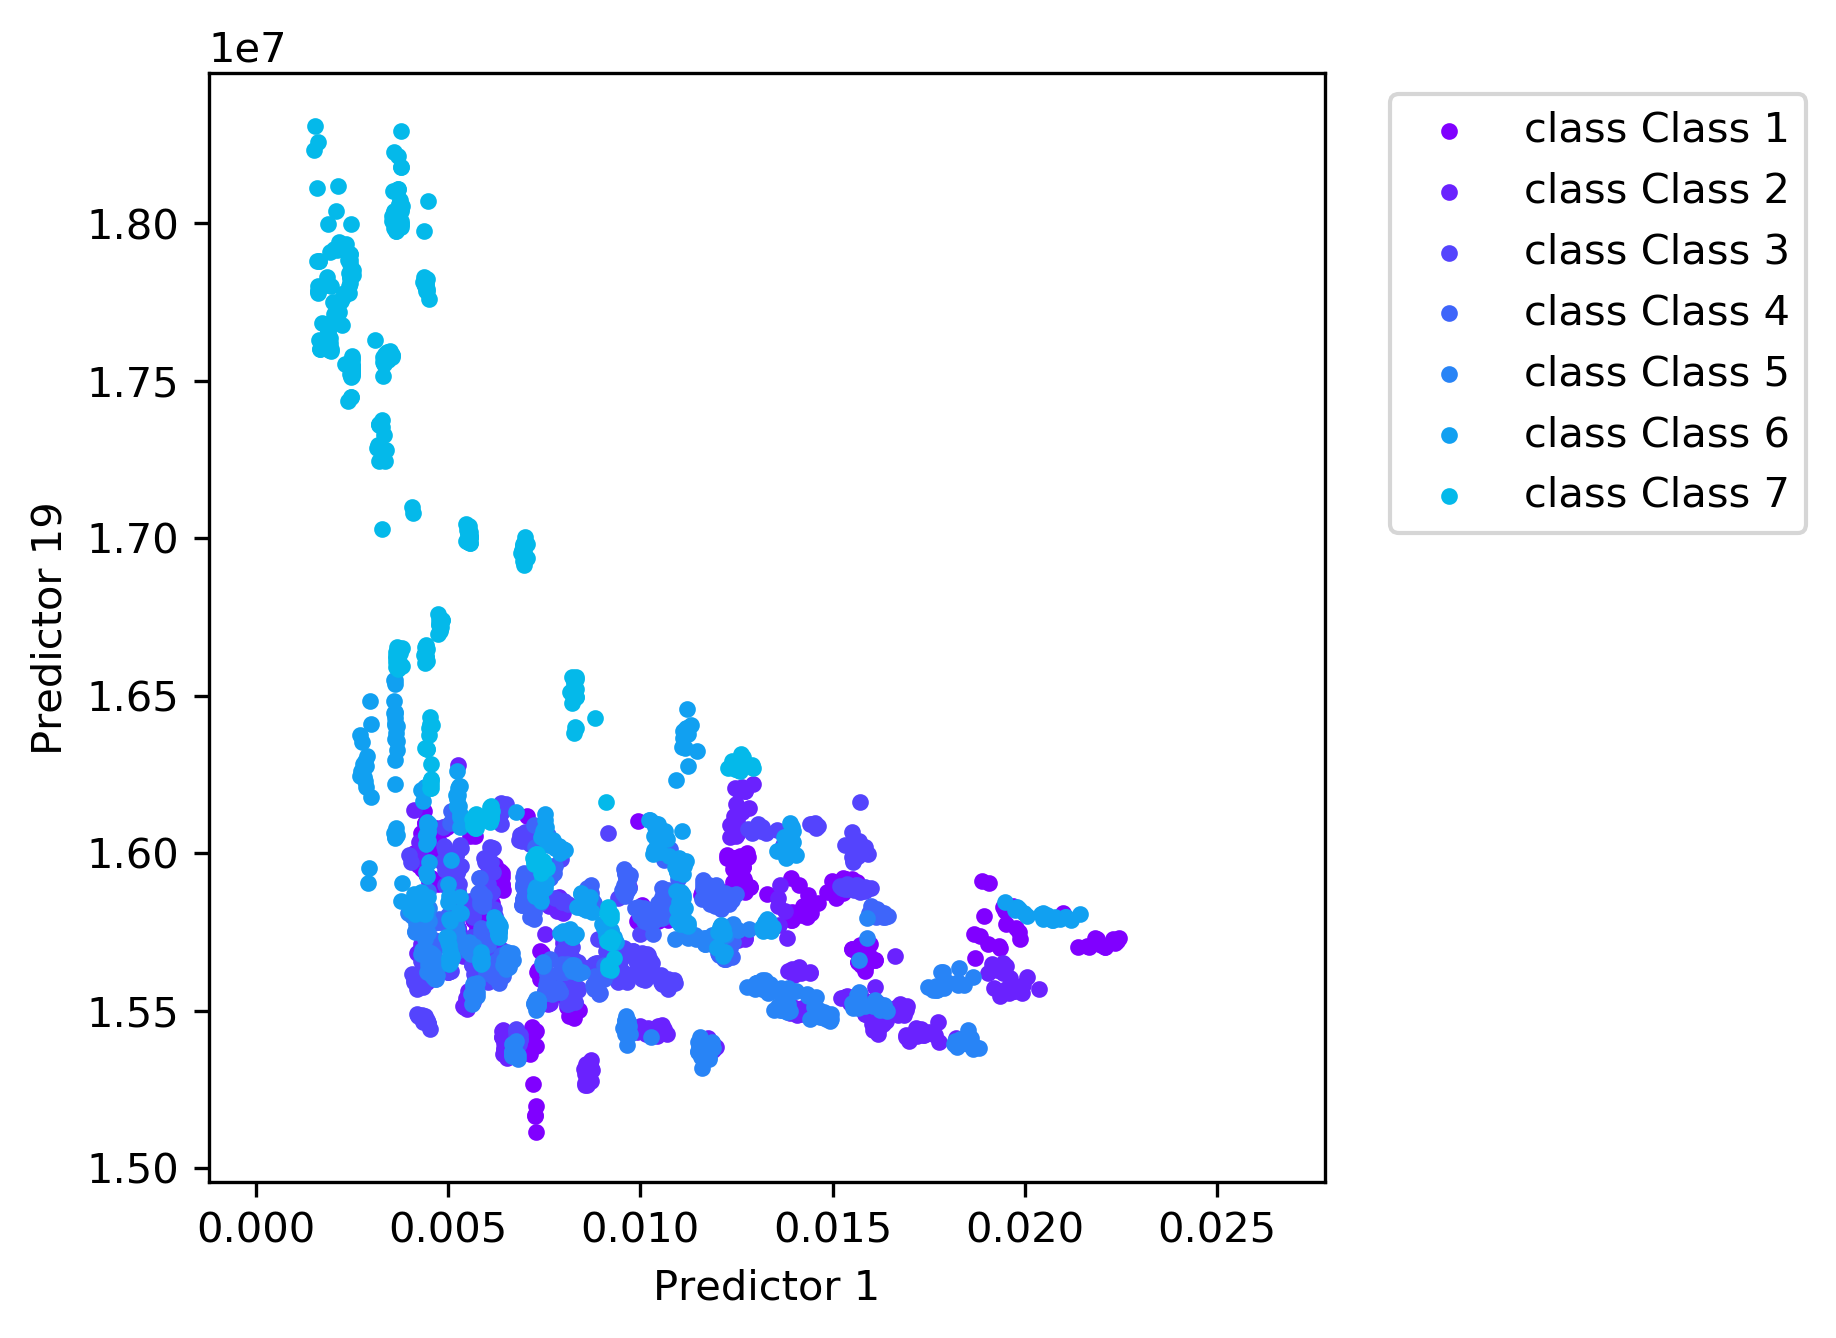 1e7
1.80
1.75
1.70
1.65
1.60
1.55
1.50
Predictor 19
0.000 0.005 0.010 0.015 0.020 0.025
Predictor 1
class Class 1
class Class 2
class Class 3
class Class 4
class Class 5
class Class 6
class Class 7